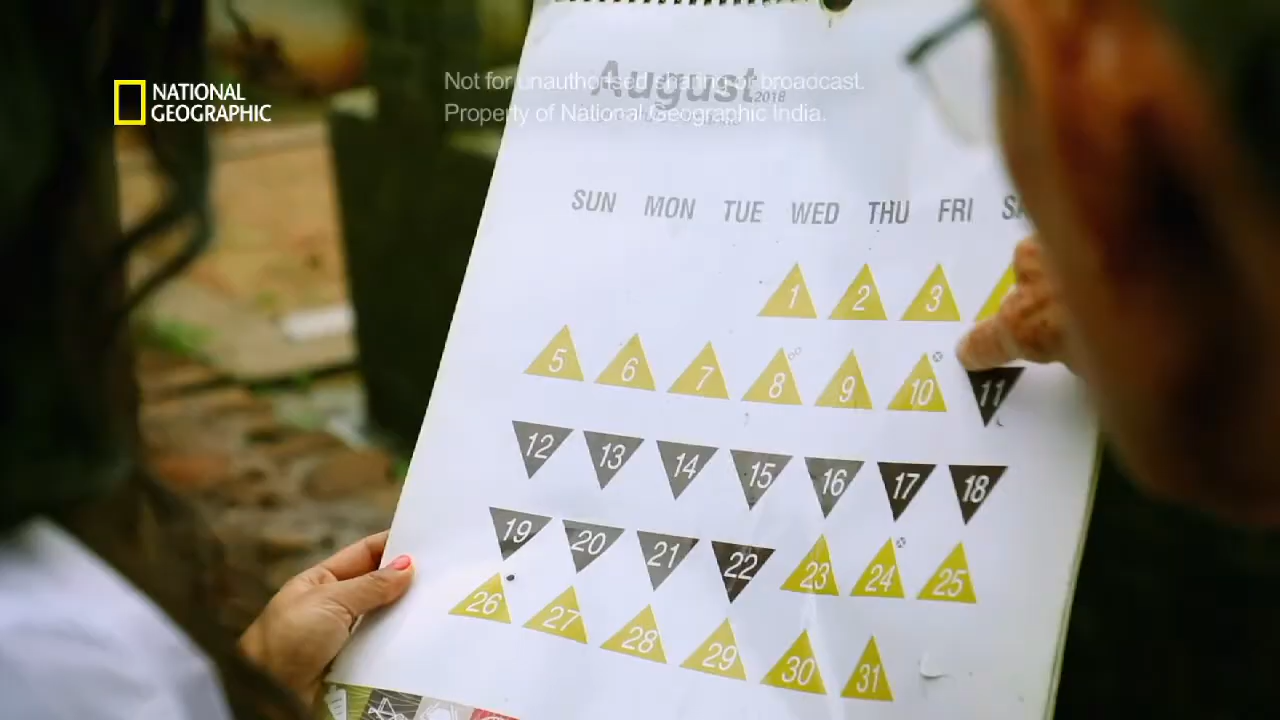 NATIONAL
GEOGRAPHIC
Not for unauthorised sharing or broadcast.
Property of National Geographic India.
August 2018
SUN MON TUE WED THU FRI
1 2 3
5 6 7 8 9 10 11
12 13 14 15 16 17 18
19 20 21 22 23 24 25
26 27 28 29 30 31